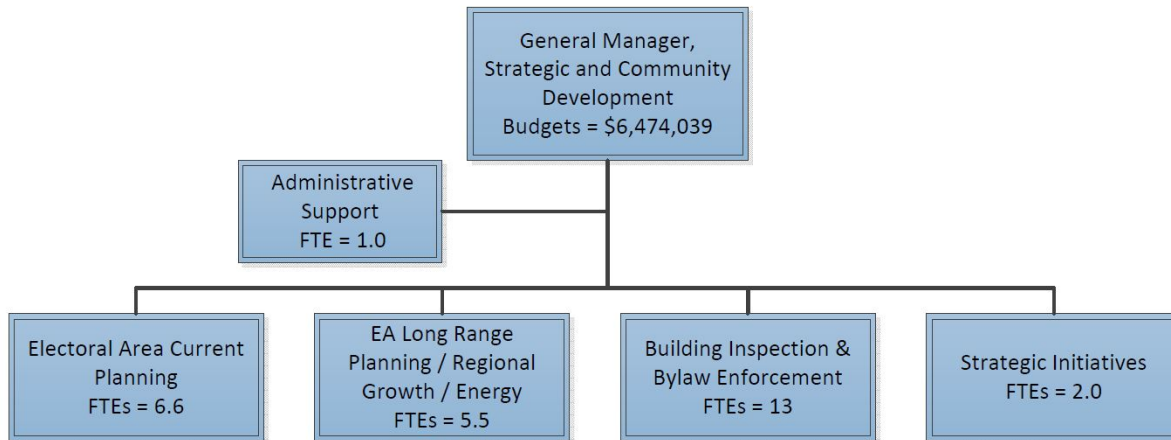 General Manager,
Strategic and Community
Development
Budgets = $6,474,039
Administrative
Support
FTE = 1.0
Electoral Area Current
Planning
FTEs = 6.6
EA Long Range
Planning / Regional
Growth / Energy
FTEs = 5.5
Building Inspection &
Bylaw Enforcement
FTEs = 13
Strategic Initiatives
FTEs = 2.0